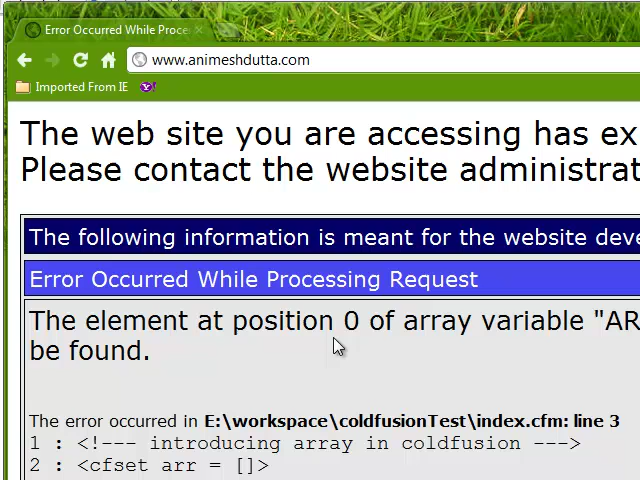 Error Occurred While Proce
www.animeshdutta.com
Imported From IE
The web site you are accessing has ex
Please contact the website administrat
The following information is meant for the website deve
Error Occurred While Processing Request
The element at position 0 of array variable "AR
be found.
The error occurred in E:\workspace\coldfusionTest\index.cfm: line 3
1 : <!--- introducing array in coldfusion --->
2 : <cfset arr = []>